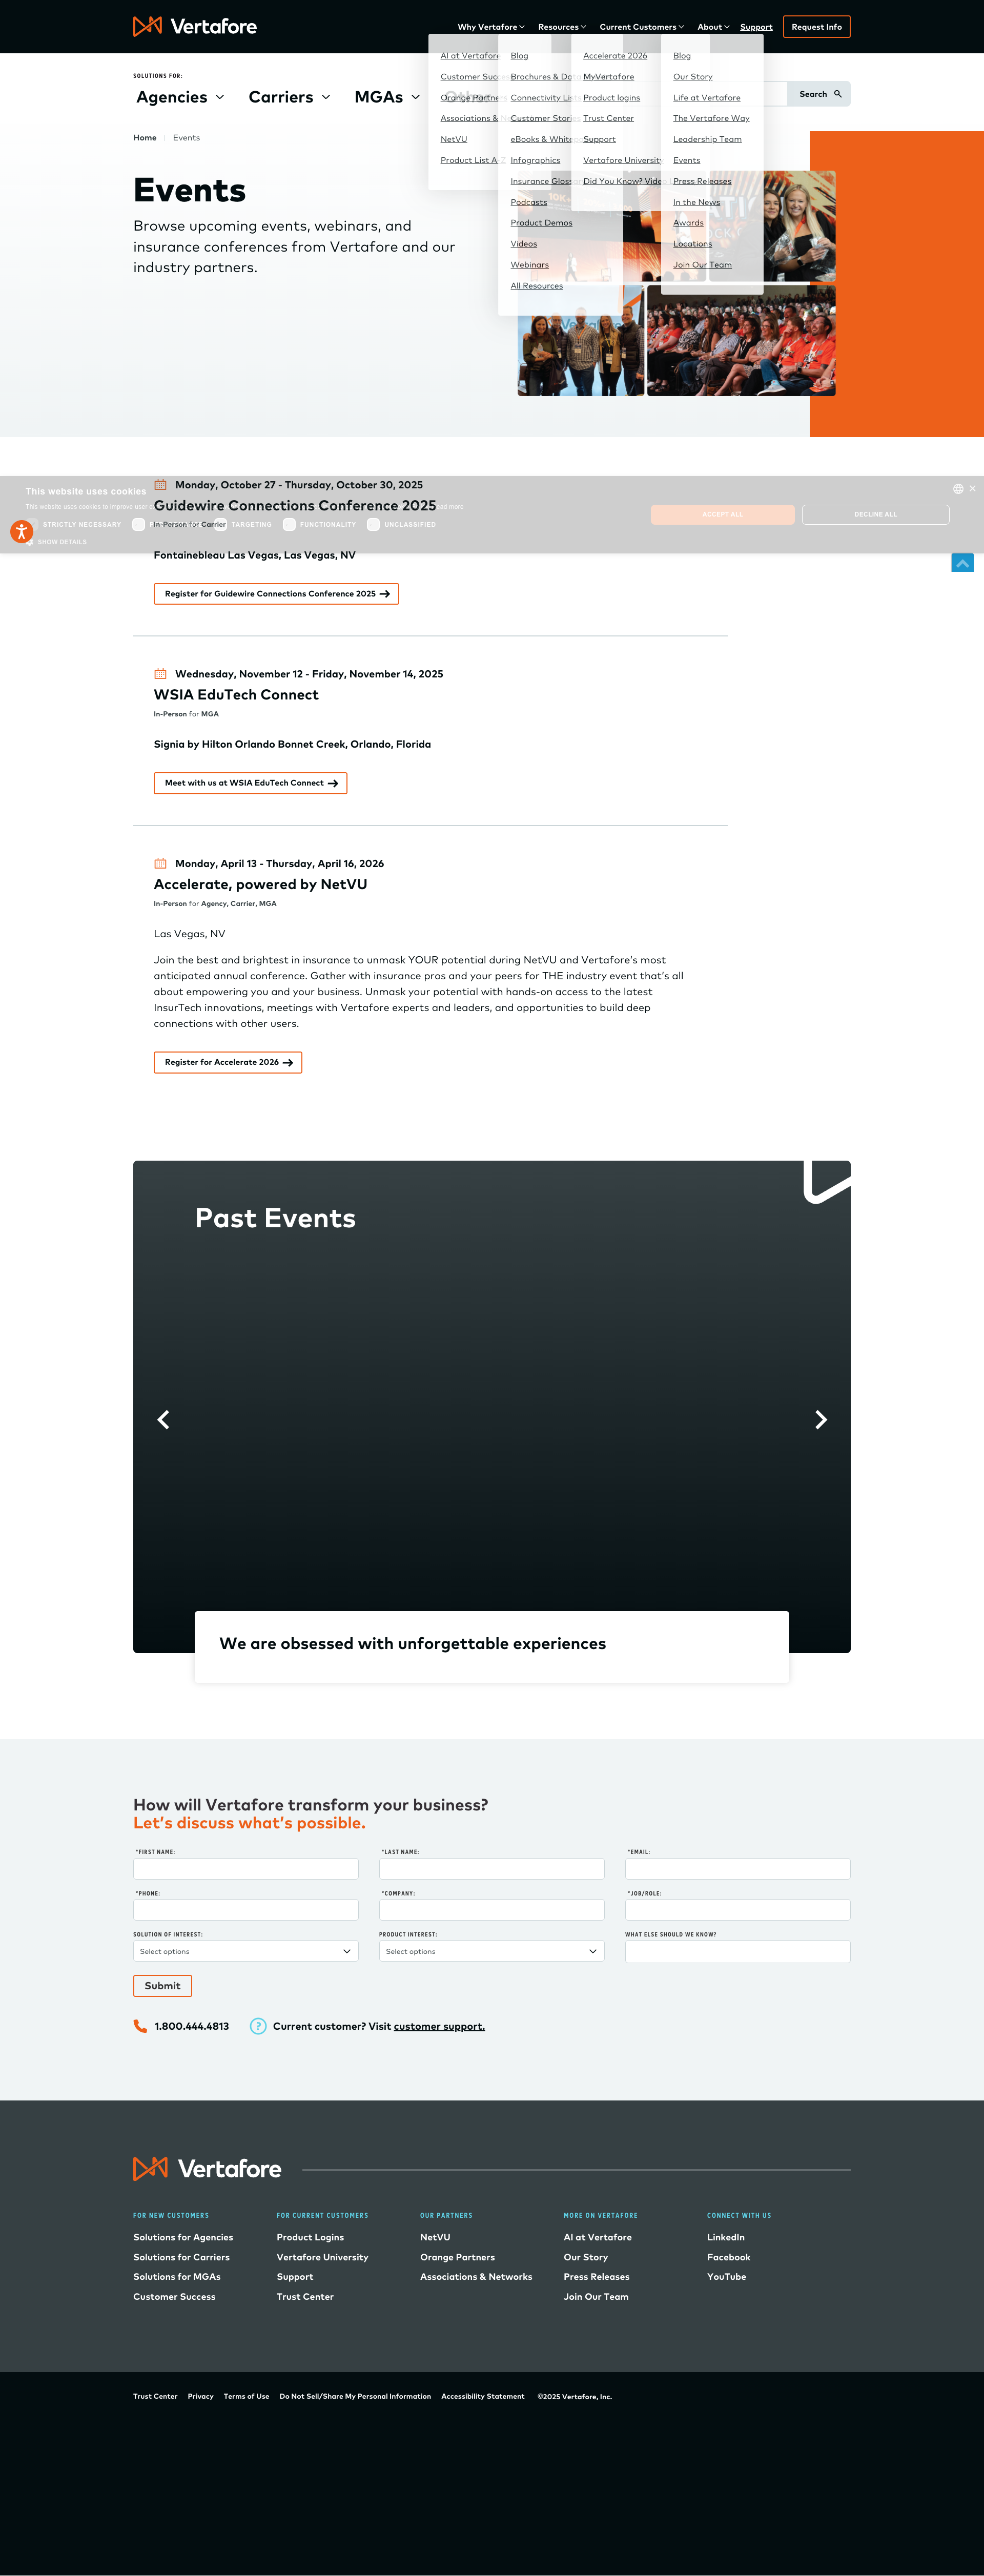 Vertafore
Why Vertafore
Resources
Current Customers
About
Support
Request Info
SOLUTIONS FOR:
Agencies
Carriers
MGAs
Search
AI at Vertafore
Orange Partners
Associations &
NetVU
Product List A-Z
Blog
Brochures &
Connectivity
Customer Stories
eBooks &
Infographics
Insurance
Podcasts
Product Demos
Videos
Webinars
All Resources
Accelerate 2026
MyVertafore
Product logins
Trust Center
Support
Vertafore University
Did You Know? Video
Blog
Our Story
Life at Vertafore
The Vertafore Way
Leadership Team
Events
Press Releases
In the News
Awards
Locations
Join Our Team
Home
Events
Events
Browse upcoming events, webinars, and
insurance conferences from Vertafore and our
industry partners.
Monday, October 27 - Thursday, October 30, 2025
This website uses cookies
Guidewire Connections Conference 2025
This website uses cookies to improve user
more
STRICTLY NECESSARY
In-Person for Carrier
TARGETING
FUNCTIONALITY
UNCLASSIFIED
ACCEPT ALL
DECLINE ALL
SHOW DETAILS
Fontainebleau Las Vegas, Las Vegas, NV
Register for Guidewire Connections Conference 2025
Wednesday, November 12 - Friday, November 14, 2025
WSIA EduTech Connect
In-Person for MGA
Signia by Hilton Orlando Bonnet Creek, Orlando, Florida
Meet with us at WSIA EduTech Connect
Monday, April 13 - Thursday, April 16, 2026
Accelerate, powered by NetVU
In-Person for Agency, Carrier, MGA
Las Vegas, NV
Join the best and brightest in insurance to unmask YOUR potential during NetVU and Vertafore's most
anticipated annual conference. Gather with insurance pros and your peers for THE industry event that's all
about empowering you and your business. Unmask your potential with hands-on access to the latest
InsurTech innovations, meetings with Vertafore experts and leaders, and opportunities to build deep
connections with other users.
Register for Accelerate 2026
Past Events
We are obsessed with unforgettable experiences
How will Vertafore transform your business?
Let's discuss what's possible.
*FIRST NAME:
*LAST NAME:
*EMAIL:
*PHONE:
*COMPANY:
*JOB/ROLE:
SOLUTION OF INTEREST:
PRODUCT INTEREST:
WHAT ELSE SHOULD WE KNOW?
Select options
Select options
Submit
1.800.444.4813
Current customer? Visit customer support.
Vertafore
FOR NEW CUSTOMERS
Solutions for Agencies
Solutions for Carriers
Solutions for MGAs
Customer Success
FOR CURRENT CUSTOMERS
Product Logins
Vertafore University
Support
Trust Center
OUR PARTNERS
NetVU
Orange Partners
Associations & Networks
MORE ON VERTAFORE
AI at Vertafore
Our Story
Press Releases
Join Our Team
CONNECT WITH US
LinkedIn
Facebook
YouTube
Trust Center
Privacy
Terms of Use
Do Not Sell/Share My Personal Information
Accessibility Statement
©2025 Vertafore, Inc.